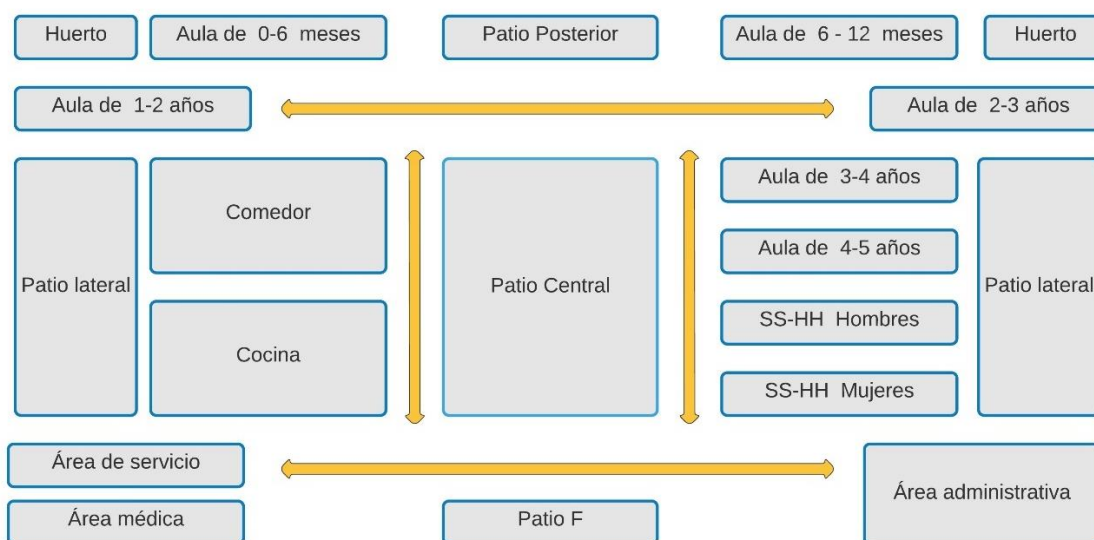 Huerto
Aula de 0-6 meses
Patio Posterior
Aula de 6 - 12 meses
Huerto
Aula de 1-2 años
Aula de 2-3 años
Patio lateral
Comedor
Cocina
Patio Central
Aula de 3-4 años
Aula de 4-5 años
SS-HH Hombres
SS-HH Mujeres
Patio lateral
Área de servicio
Área médica
Patio F
Área administrativa